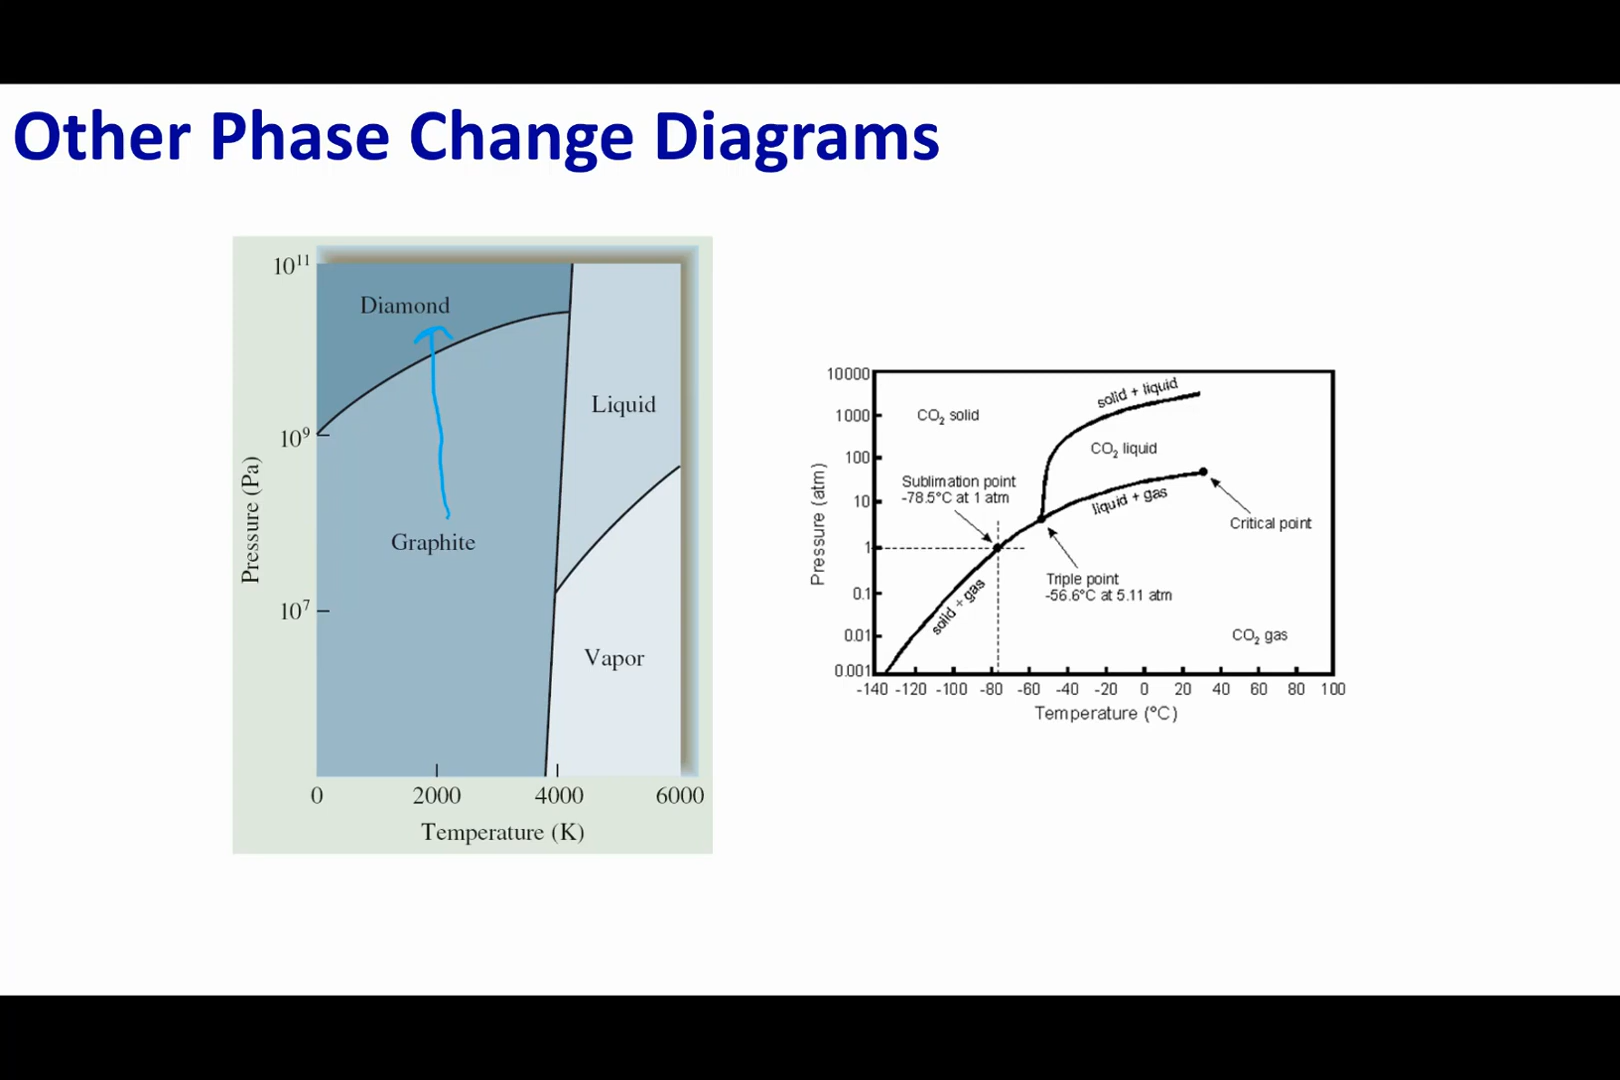 Other Phase Change Diagrams
10¹¹
Diamond
Liquid
10⁹
Pressure (Pa)
Graphite
10⁷
Vapor
0 2000 4000 6000
Temperature (K)
10000
1000
100
10
1
0.1
0.01
0.001
Pressure (atm)
CO₂ solid
solid + liquid
CO₂ liquid
Sublimation point
-78.5°C at 1 atm
liquid + gas
Critical point
Triple point
-56.6°C at 5.11 atm
solid + gas
CO₂ gas
-140 -120 -100 -80 -60 -40 -20 0 20 40 60 80 100
Temperature (°C)